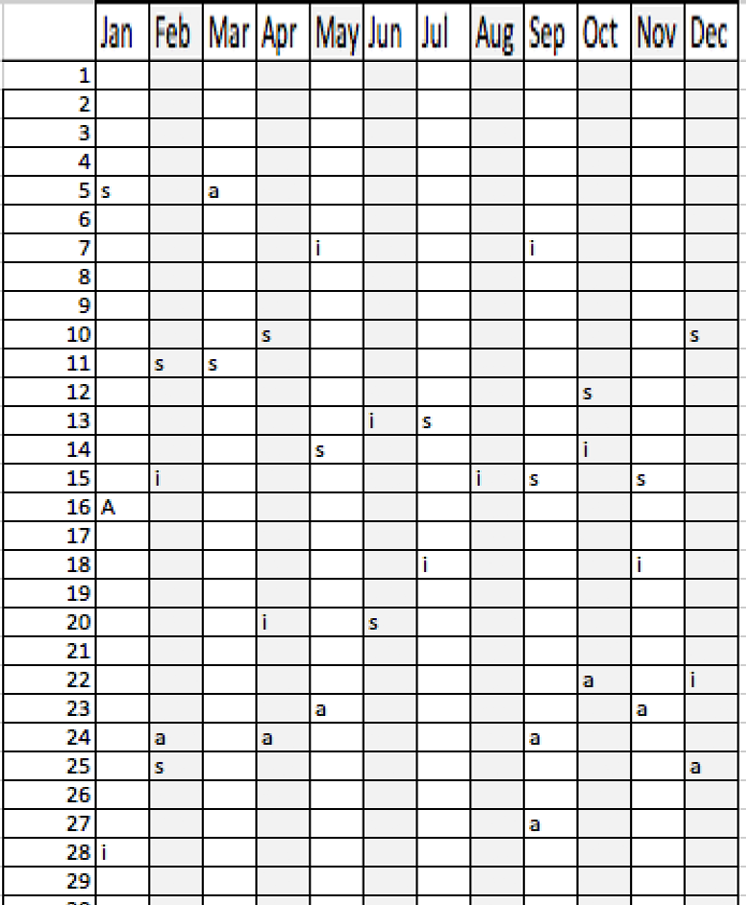 Jan Feb Mar Apr May Jun Jul Aug Sep Oct Nov Dec
1
2
3
4
5 s a
6
7 i i
8
9
10 s s
11 s s
12 s
13 i s
14 s i
15 i i s s
16 A
17
18 i i
19
20 i s
21
22 a i
23 a a
24 a a a
25 s a
26
27 a
28 i
29